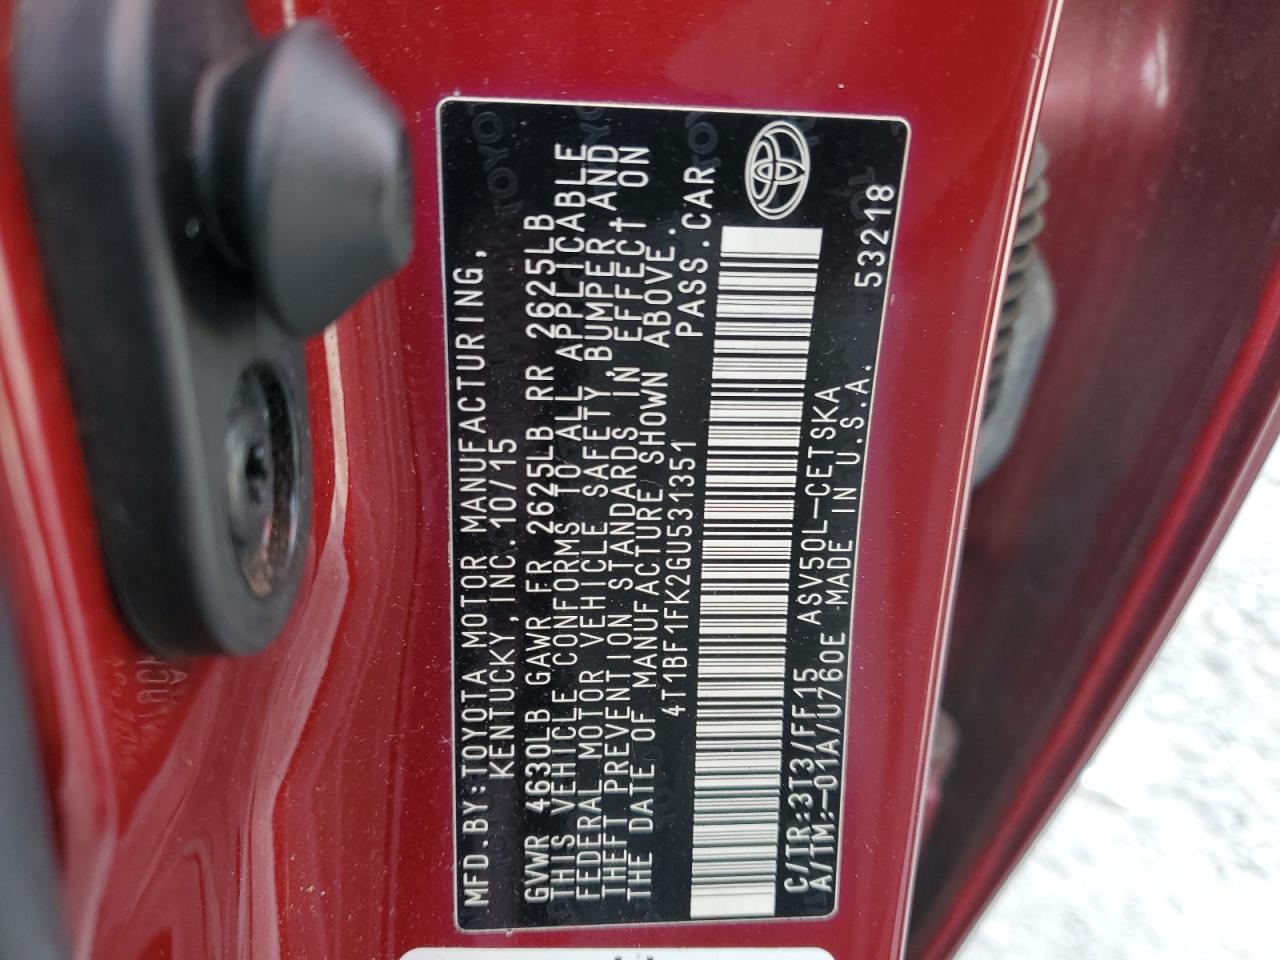 MFD.BY:TOYOTA MOTOR MANUFACTURING,
KENTUCKY, INC. 10/15
GVWR 4630LB GAWR FR 2625LB RR 2625LB
THIS VEHICLE CONFORMS TO ALL APPLICABLE
FEDERAL MOTOR VEHICLE SAFETY, BUMPER, AND
THEFT PREVENTION STANDARDS IN EFFECT ON
THE DATE OF MANUFACTURE SHOWN ABOVE.
4T1BF1FK2GU531351 PASS.CAR
C/TR:3T3/FF15 ASV50L-CETSKA
A/TM:-01A/U760E MADE IN U.S.A. 53218